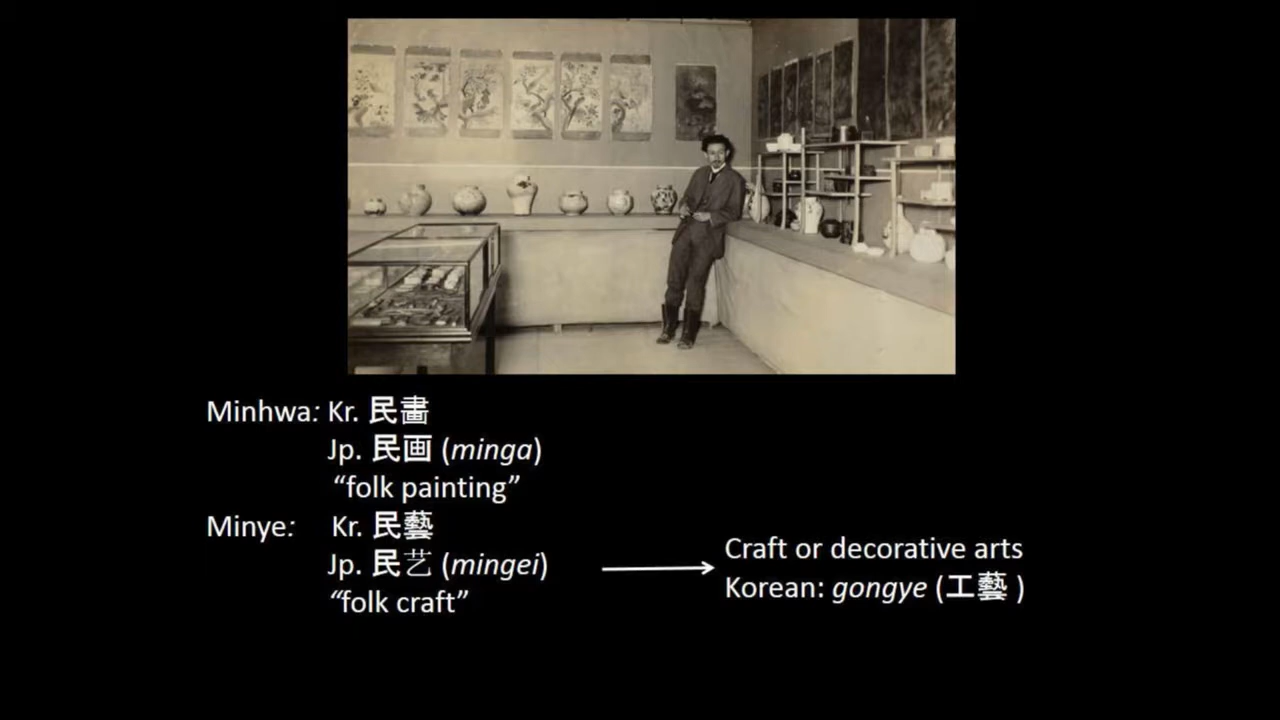 Minhwa: Kr. 民畵
Jp. 民画 (minga)
“folk painting”
Minye: Kr. 民藝
Jp. 民艺 (mingei)
“folk craft”
Craft or decorative arts
Korean: gongye (工藝 )